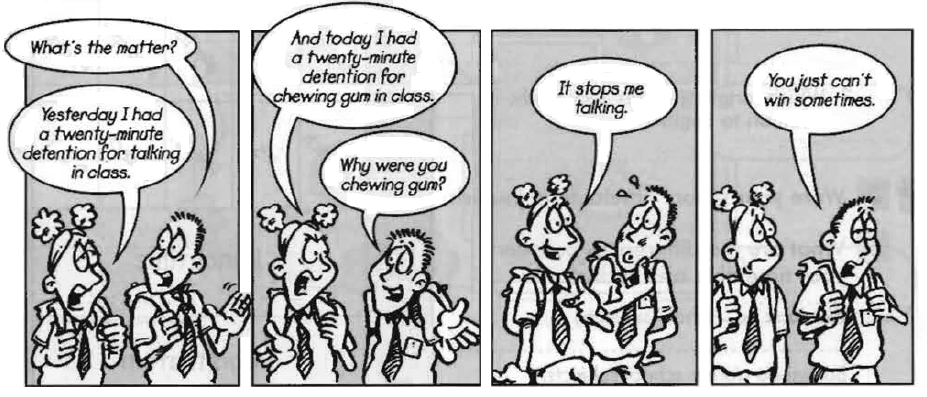 What's the matter?
Yesterday I had
a twenty-minute
detention for talking
in class.
And today I had
a twenty-minute
detention for
chewing gum in class.
Why were you
chewing gum?
It stops me
talking.
You just can't
win sometimes.